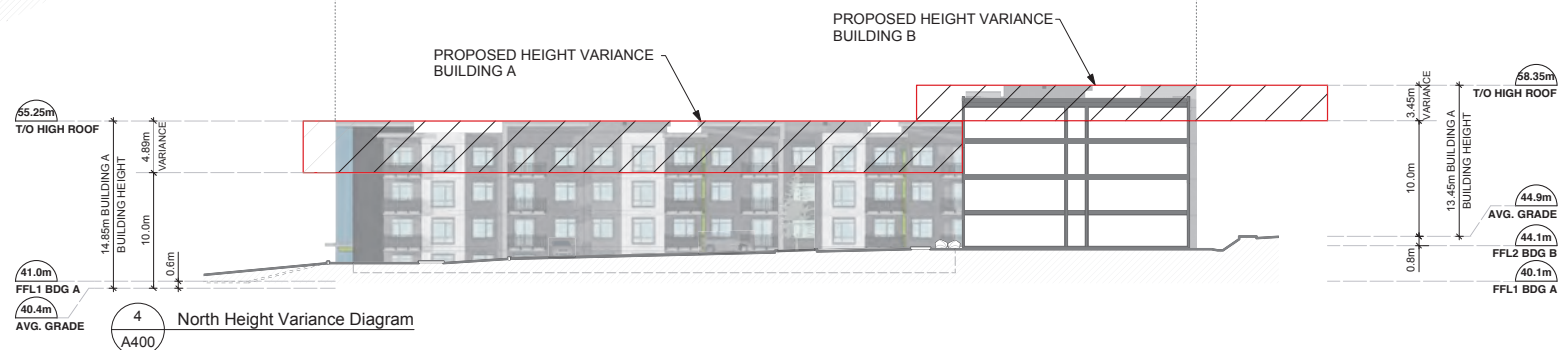 PROPOSED HEIGHT VARIANCE
BUILDING B
PROPOSED HEIGHT VARIANCE
BUILDING A
55.25m
T/O HIGH ROOF
14.85m BUILDING A
BUILDING HEIGHT
4.89m
VARIANCE
10.0m
0.6m
41.0m
FFL1 BDG A
40.4m
AVG. GRADE
58.35m
T/O HIGH ROOF
3.45m
VARIANCE
10.0m
13.45m BUILDING A
BUILDING HEIGHT
0.8m
44.9m
AVG. GRADE
44.1m
FFL2 BDG B
40.1m
FFL1 BDG A
4
A400
North Height Variance Diagram